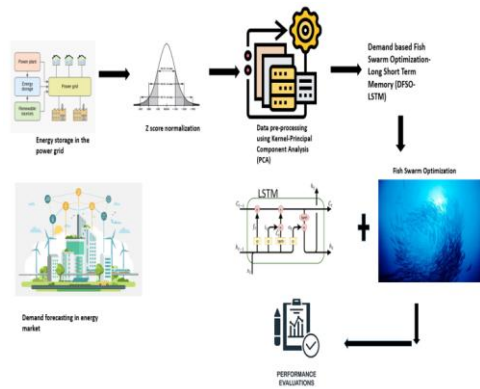 Power plant
Energy
storage
Renewable
sources
Power grid
Energy storage in the
power grid
Z score normalization
Data pre-processing
using Kernel-Principal
Component Analysis
(PCA)
Demand based Fish
Swarm Optimization-
Long Short Term
Memory (DFSO-
LSTM)
Fish Swarm Optimization
LSTM
+
Demand forecasting in energy
market
PERFORMANCE
EVALUATIONS